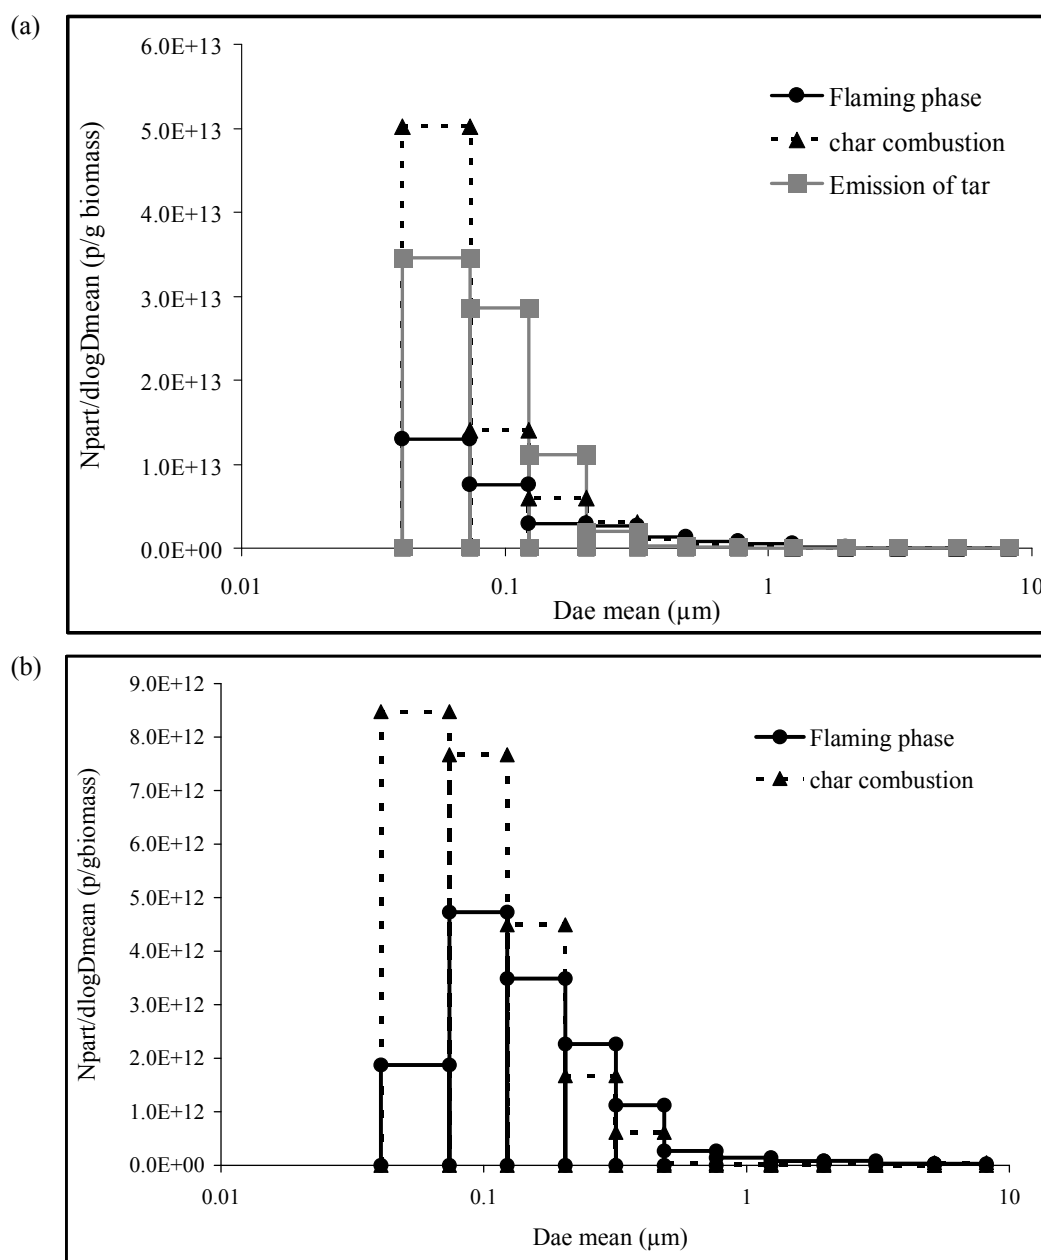 (a)
6.0E+13
5.0E+13
4.0E+13
3.0E+13
2.0E+13
1.0E+13
0.0E+00
Npart/dlogDmean (p/g biomass)
Flaming phase
char combustion
Emission of tar
0.01 0.1 1 10
Dae mean (µm)
(b)
9.0E+12
8.0E+12
7.0E+12
6.0E+12
5.0E+12
4.0E+12
3.0E+12
2.0E+12
1.0E+12
0.0E+00
Npart/dlogDmean (p/gbiomass)
Flaming phase
char combustion
0.01 0.1 1 10
Dae mean (µm)